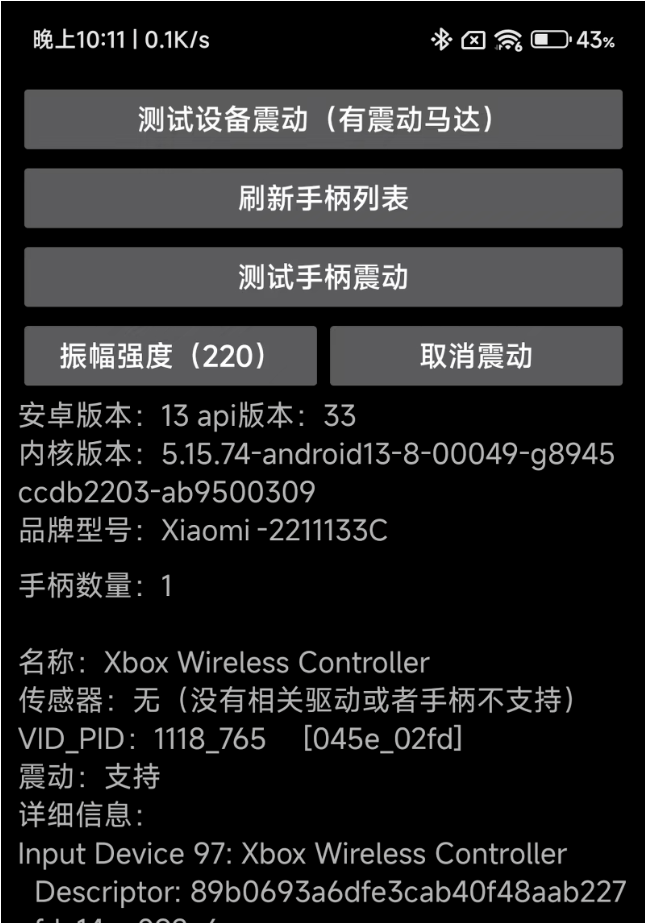 晚上10:11 | 0.1K/s
43%
测试设备震动（有震动马达）
刷新手柄列表
测试手柄震动
振幅强度（220） 取消震动
安卓版本：13 api版本：33
内核版本：5.15.74-android13-8-00049-g8945
ccdb2203-ab9500309
品牌型号：Xiaomi -2211133C
手柄数量：1
名称：Xbox Wireless Controller
传感器：无（没有相关驱动或者手柄不支持）
VID_PID：1118_765 [045e_02fd]
震动：支持
详细信息：
Input Device 97: Xbox Wireless Controller
Descriptor: 89b0693a6dfe3cab40f48aab227